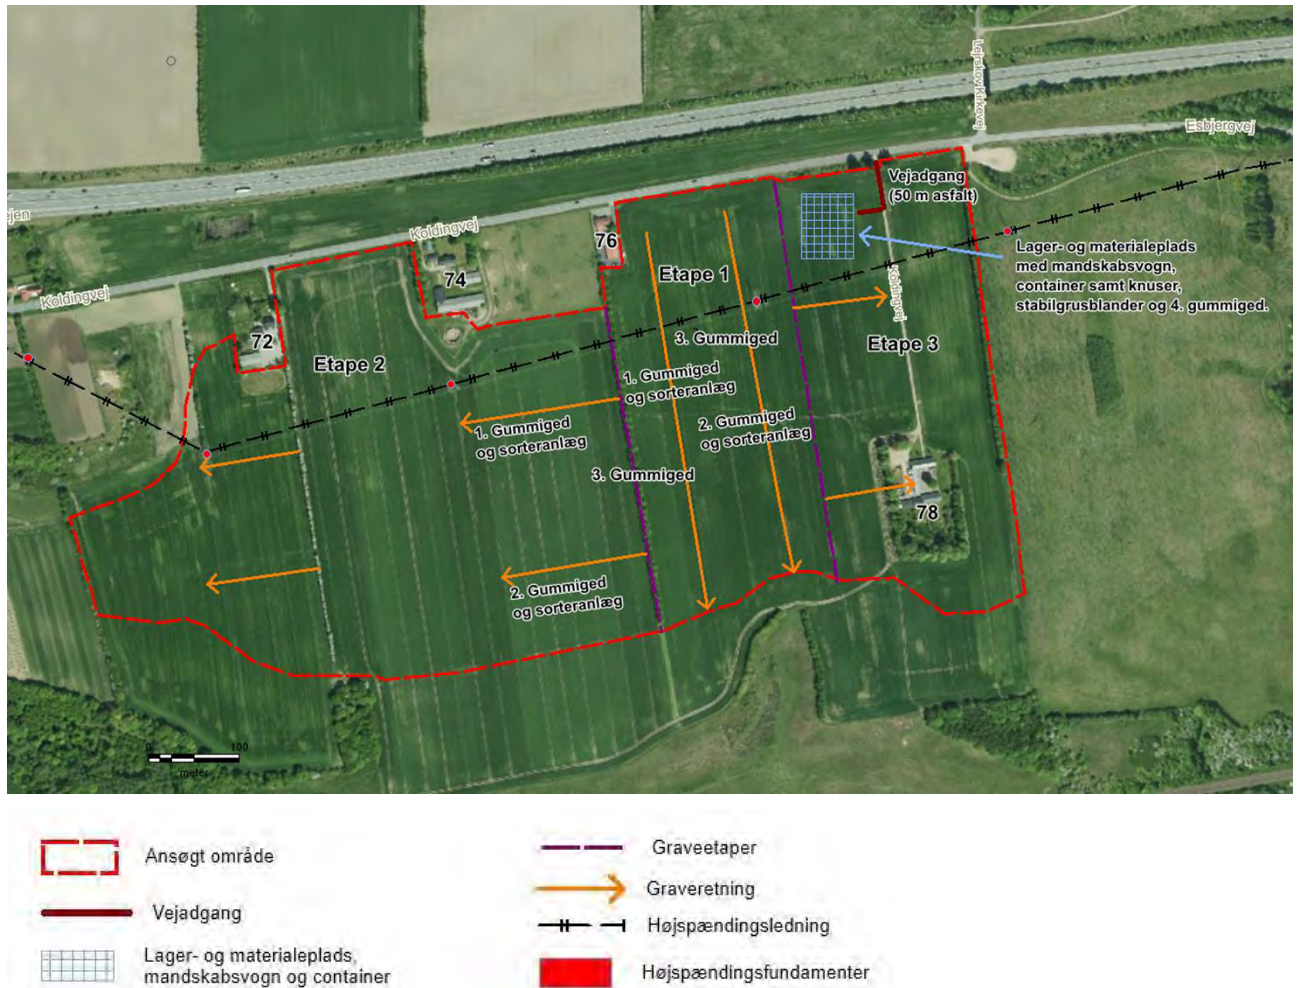 Lejrskov Kirkevej
Esbjergvej
Vejadgang
(50 m asfalt)
ejen
Koldingvej
76
Lager- og materialeplads
med mandskabsvogn,
container samt knuser,
stabilgrusblander og 4. gummiged.
74
Etape 1
Koldingvej
Koldingvej
72
3. Gummiged
Etape 3
Etape 2
1. Gummiged
og sorteranlæg
1. Gummiged
og sorteranlæg
2. Gummiged
og sorteranlæg
3. Gummiged
78
2. Gummiged
og sorteranlæg
0 100
meter
Ansøgt område
Vejadgang
Lager- og materialeplads,
mandskabsvogn og container
Graveetaper
Graveretning
Højspændingsledning
Højspændingsfundamenter